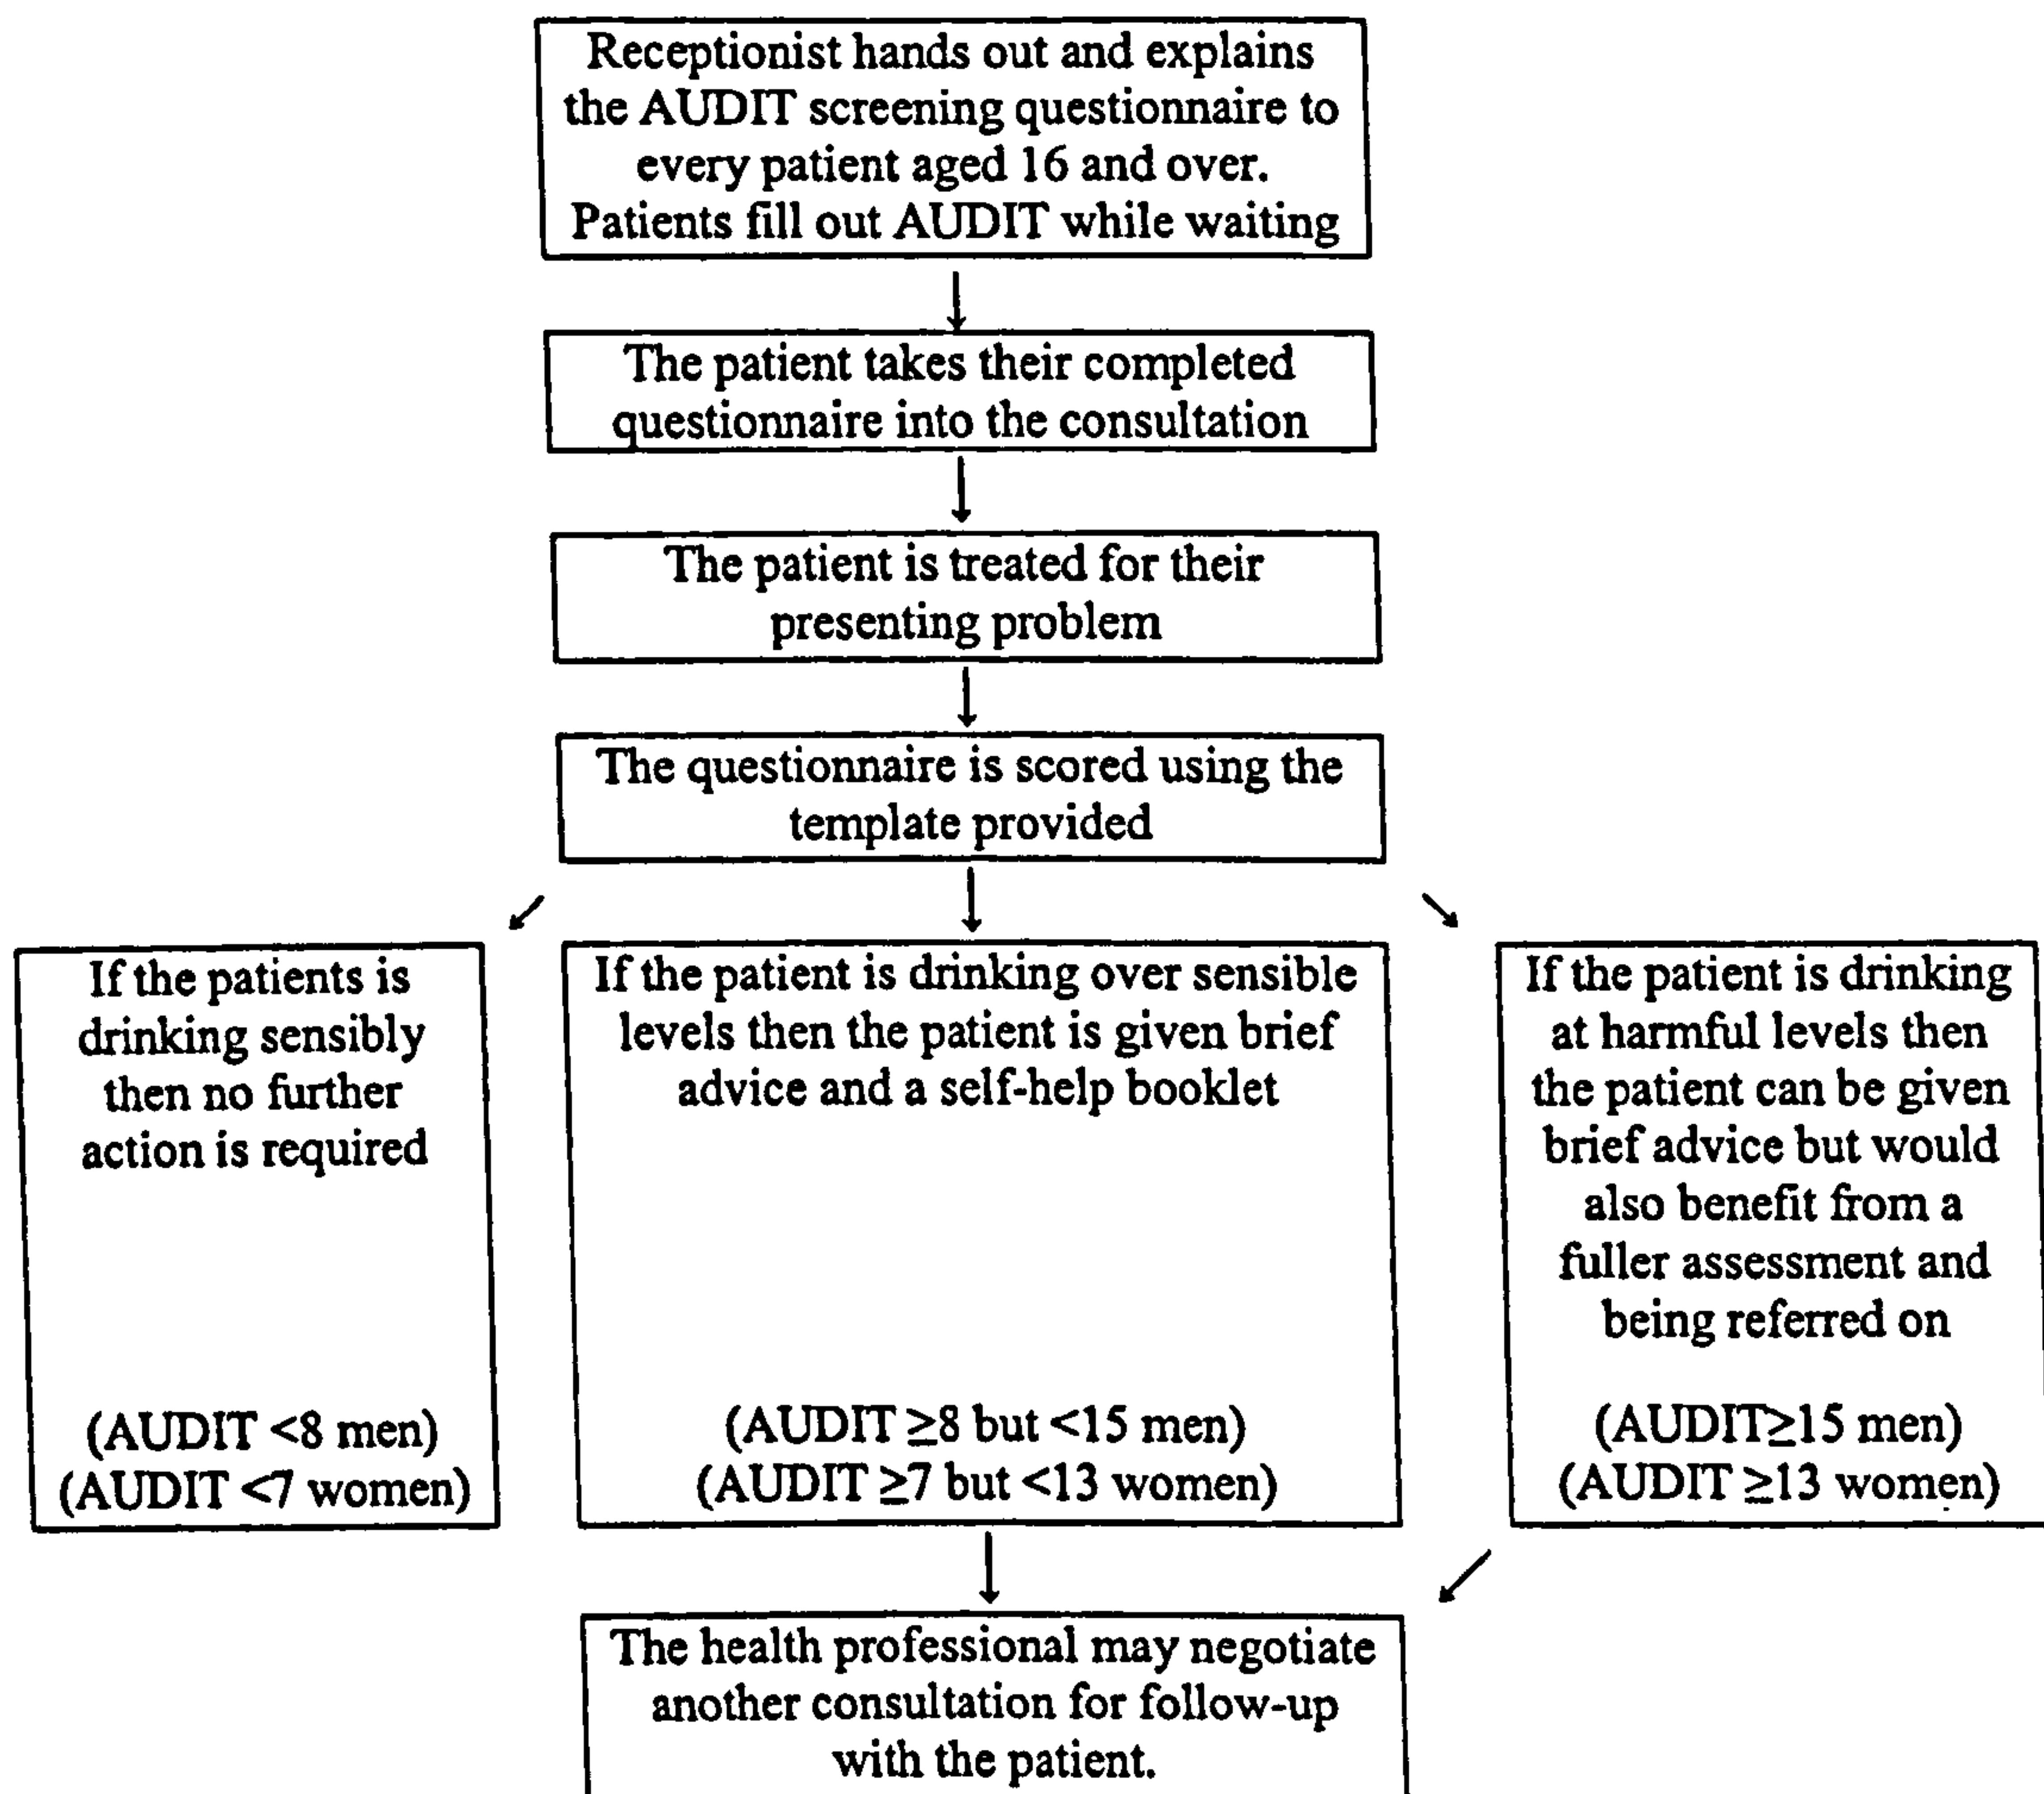 Receptionist hands out and explains
the AUDIT screening questionnaire to
every patient aged 16 and over.
Patients fill out AUDIT while waiting
The patient takes their completed
questionnaire into the consultation
The patient is treated for their
presenting problem
The questionnaire is scored using the
template provided
If the patients is
drinking sensibly
then no further
action is required
(AUDIT <8 men)
(AUDIT <7 women)
If the patient is drinking over sensible
levels then the patient is given brief
advice and a self-help booklet
(AUDIT ≥8 but <15 men)
(AUDIT ≥7 but <13 women)
If the patient is drinking
at harmful levels then
the patient can be given
brief advice but would
also benefit from a
fuller assessment and
being referred on
(AUDIT≥15 men)
(AUDIT ≥13 women)
The health professional may negotiate
another consultation for follow-up
with the patient.